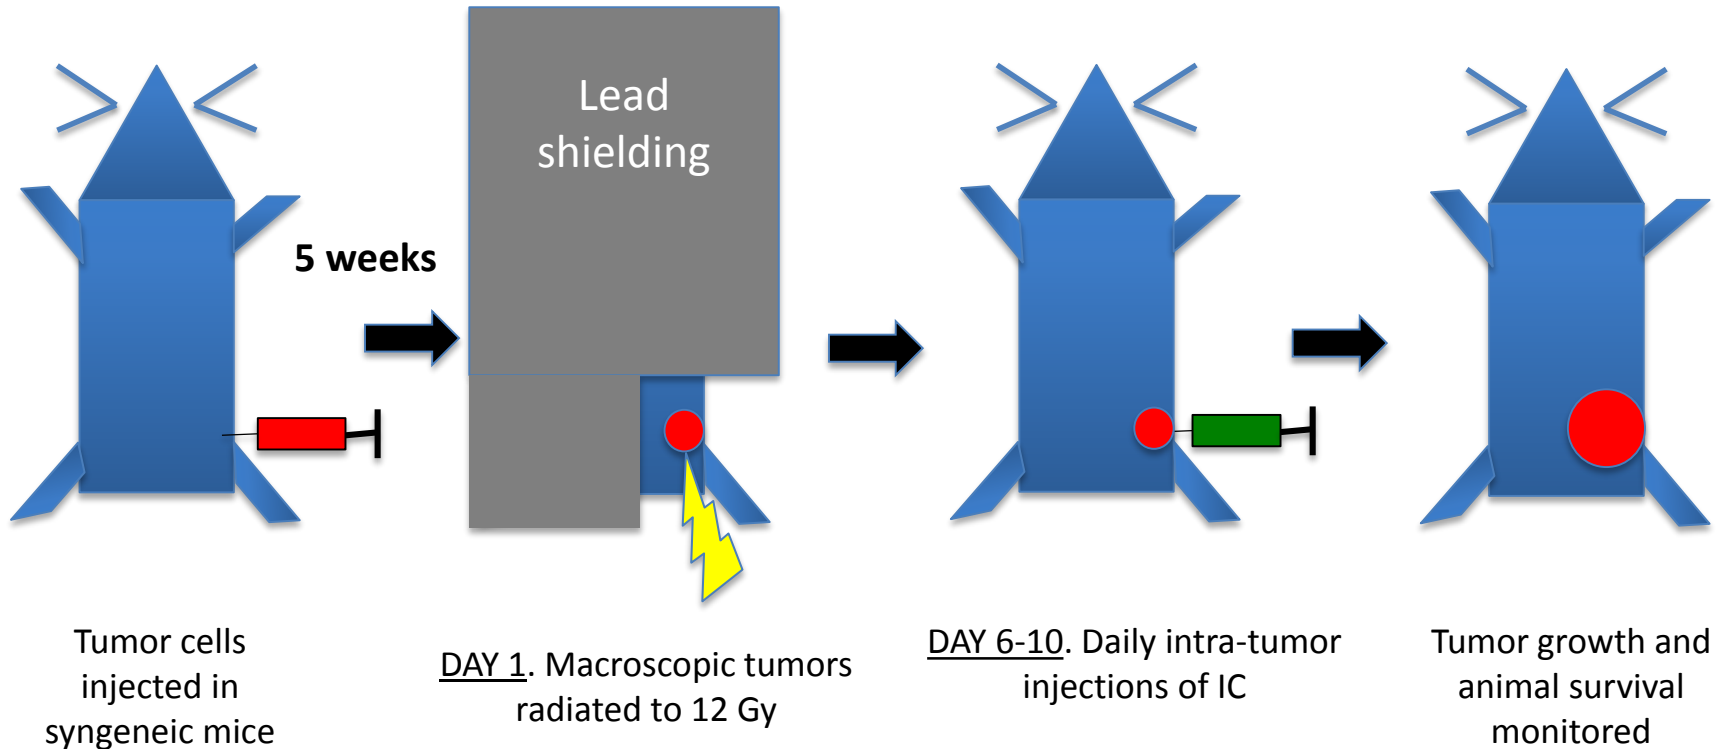 Lead
shielding
5 weeks
Tumor cells
injected in
syngeneic mice
DAY 1. Macroscopic tumors
radiated to 12 Gy
DAY 6-10. Daily intra-tumor
injections of IC
Tumor growth and
animal survival
monitored